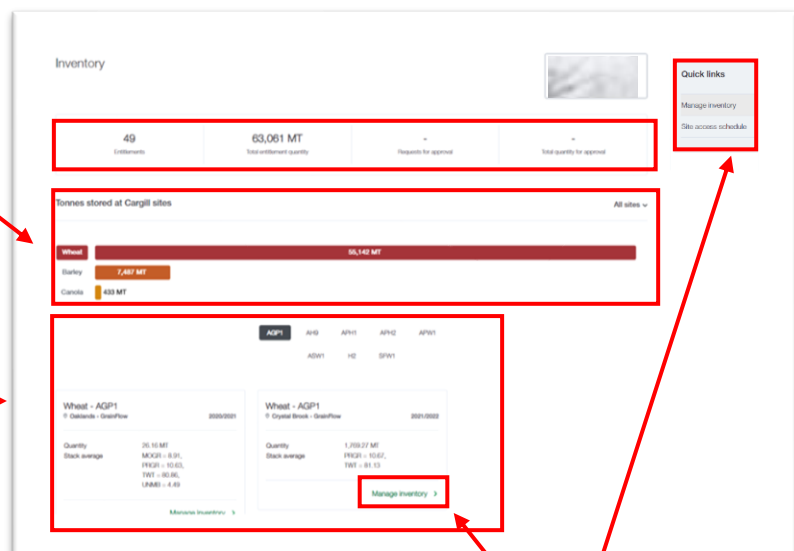 Inventory
Quick links
Manage inventory
Site access schedule
49
63,061 MT
-
-
Entitlements
Total entitlement quantity
Requests for approval
Total quantity for approval
Tonnes stored at Cargill sites
All sites
Wheat
55,142 MT
Barley
7,487 MT
Canola
433 MT
AGP1 AH9 APH1 APH2 APW1
ASW1 H2 SFW1
Wheat - AGP1
Oaklands - GrainFlow 2020/2021
Quantity 26.16 MT
Stack average MOGR = 8.91,
PRGR = 10.63,
TWT = 80.86,
UNMB = 4.49
Manage inventory >
Wheat - AGP1
Crystal Brook - GrainFlow 2021/2022
Quantity 1,769.27 MT
Stack average PRGR = 10.67,
TWT = 81.13
Manage inventory >